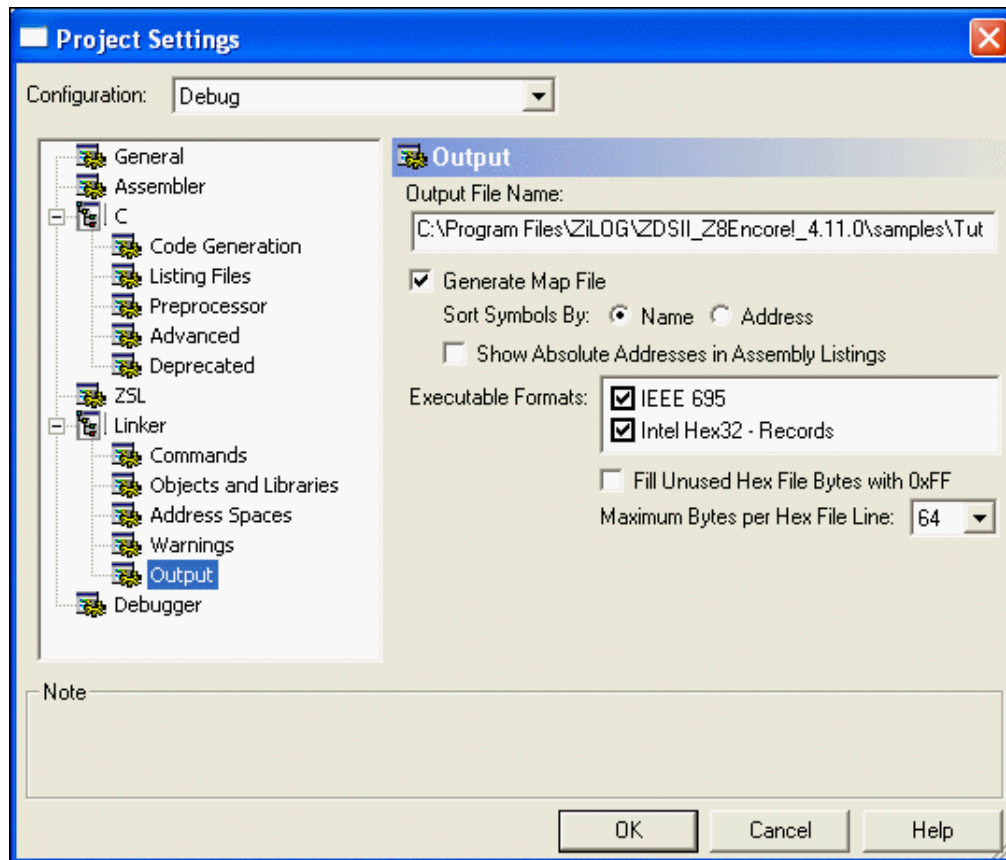 Project Settings
Configuration: Debug
General
Assembler
C
Code Generation
Listing Files
Preprocessor
Advanced
Deprecated
ZSL
Linker
Commands
Objects and Libraries
Address Spaces
Warnings
Output
Debugger
Output
Output File Name:
C:\Program Files\ZiLOG\ZDSII_Z8Encore!_4.11.0\samples\Tut
Generate Map File
Sort Symbols By: Name Address
Show Absolute Addresses in Assembly Listings
Executable Formats: IEEE 695
Intel Hex32 - Records
Fill Unused Hex File Bytes with 0xFF
Maximum Bytes per Hex File Line: 64
Note
OK Cancel Help